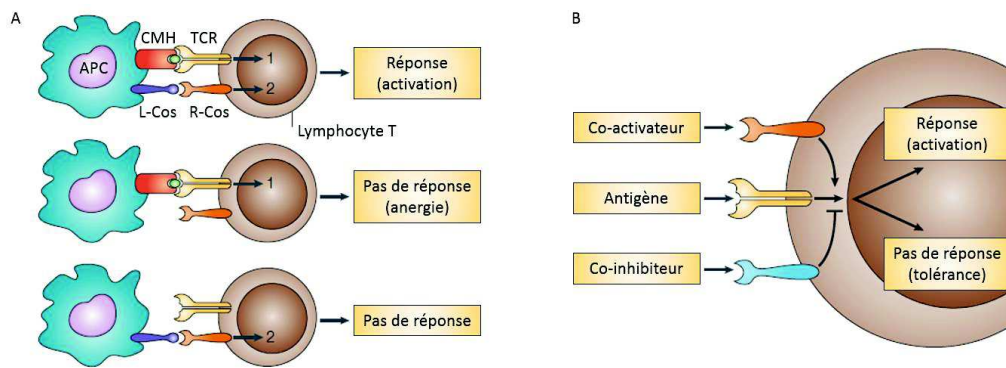 A
CMH TCR
APC
1
2
L-Cos R-Cos
Réponse
(activation)
Lymphocyte T
1
Pas de réponse
(anergie)
2
Pas de réponse
B
Co-activateur
Antigène
Co-inhibiteur
Réponse
(activation)
Pas de réponse
(tolérance)